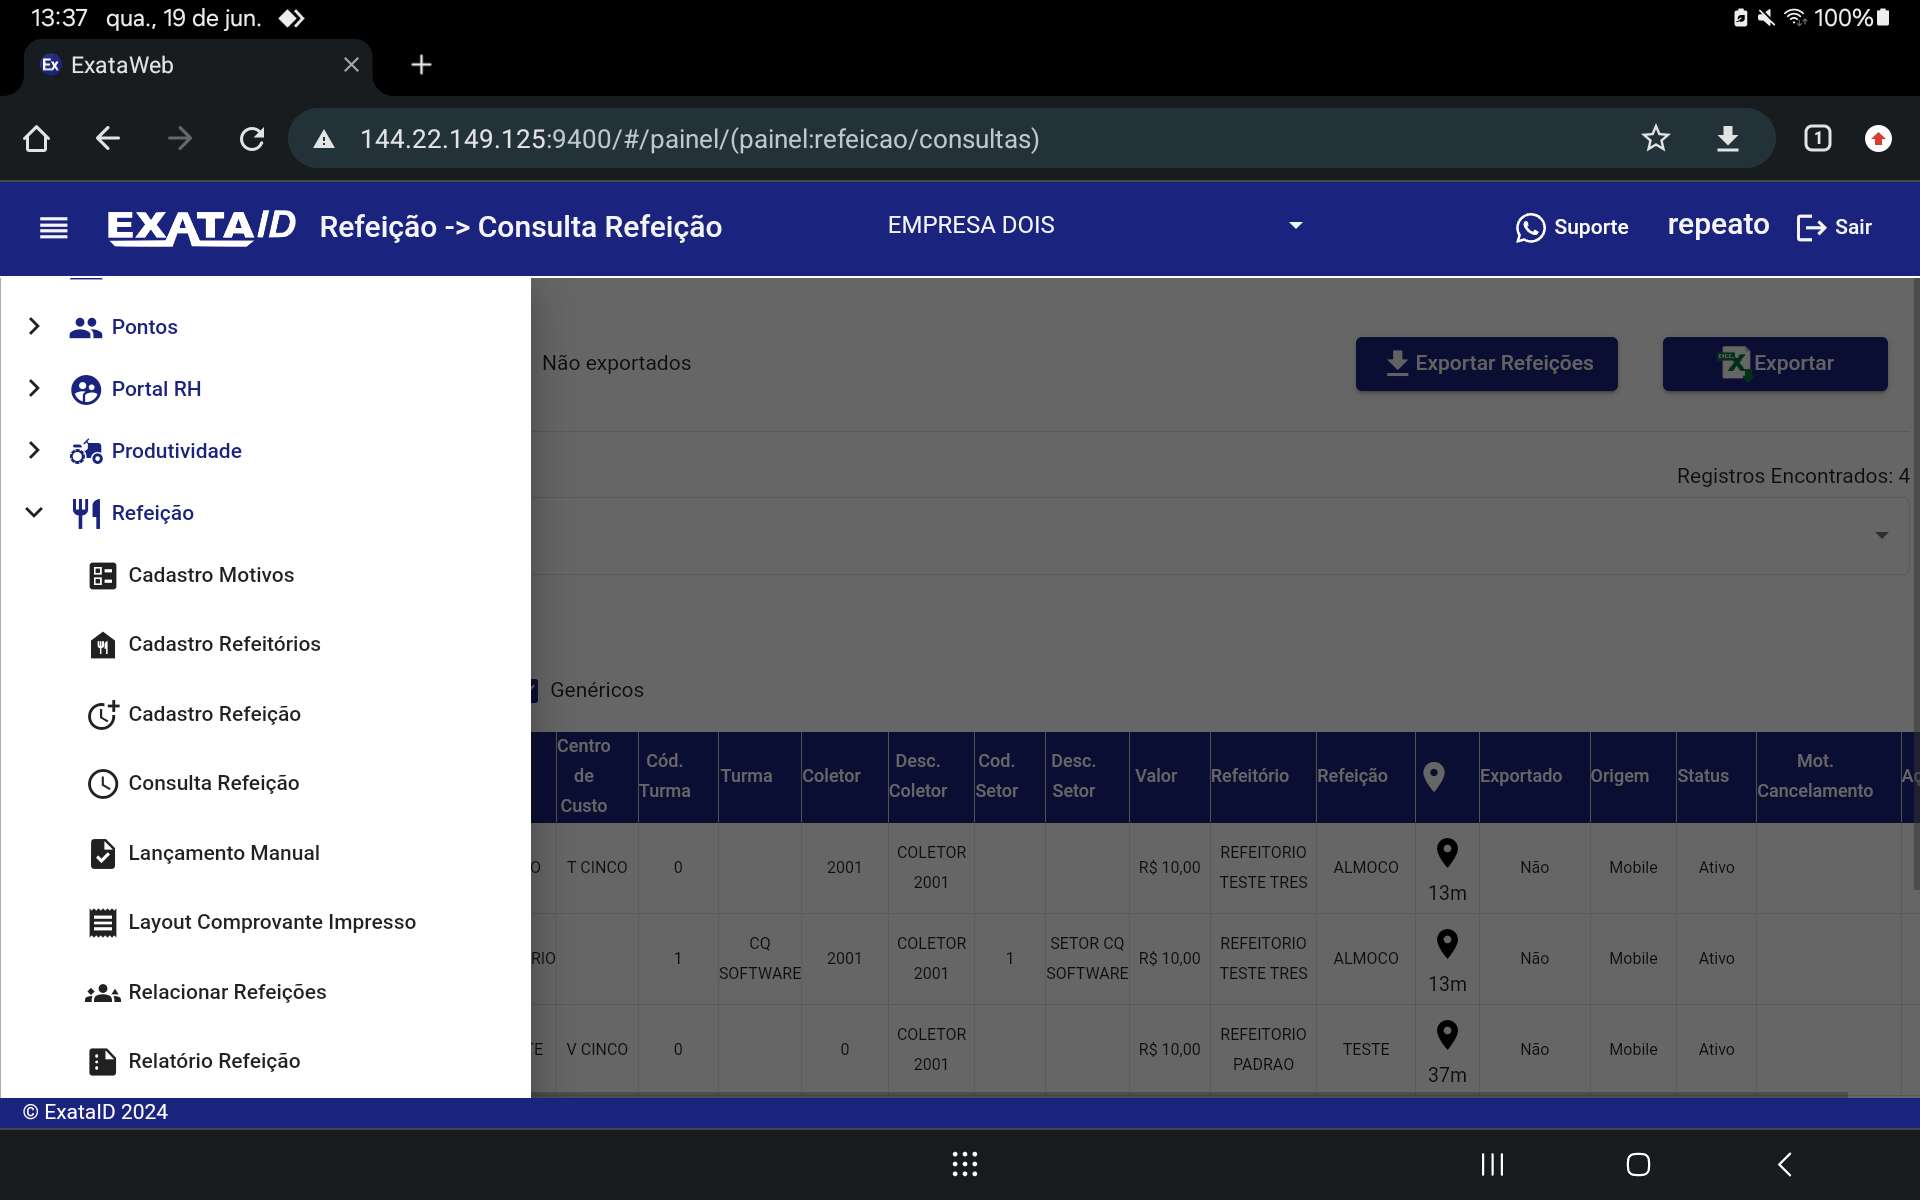 13:37 qua., 19 de jun.
100%
Ex ExataWeb
144.22.149.125:9400/#/painel/(painel:refeicao/consultas)
1
EXATAID Refeição -> Consulta Refeição
EMPRESA DOIS
Suporte
repeato
Sair
Pontos
Portal RH
Produtividade
Refeição
Cadastro Motivos
Cadastro Refeitórios
Cadastro Refeição
Consulta Refeição
Lançamento Manual
Layout Comprovante Impresso
Relacionar Refeições
Relatório Refeição
Não exportados
Exportar Refeições
Exportar
Registros Encontrados: 4
Genéricos
Centro de Custo
Cód. Turma
Turma
Coletor
Desc. Coletor
Cod. Setor
Desc. Setor
Valor
Refeitório
Refeição
Exportado
Origem
Status
Mot. Cancelamento
O T CINCO 0 2001 COLETOR 2001 R$ 10,00 REFEITORIO TESTE TRES ALMOCO 13m Não Mobile Ativo
RIO 1 CQ SOFTWARE 2001 COLETOR 2001 1 SETOR CQ SOFTWARE R$ 10,00 REFEITORIO TESTE TRES ALMOCO 13m Não Mobile Ativo
TE V CINCO 0 0 COLETOR 2001 R$ 10,00 REFEITORIO PADRAO TESTE 37m Não Mobile Ativo
© ExataID 2024